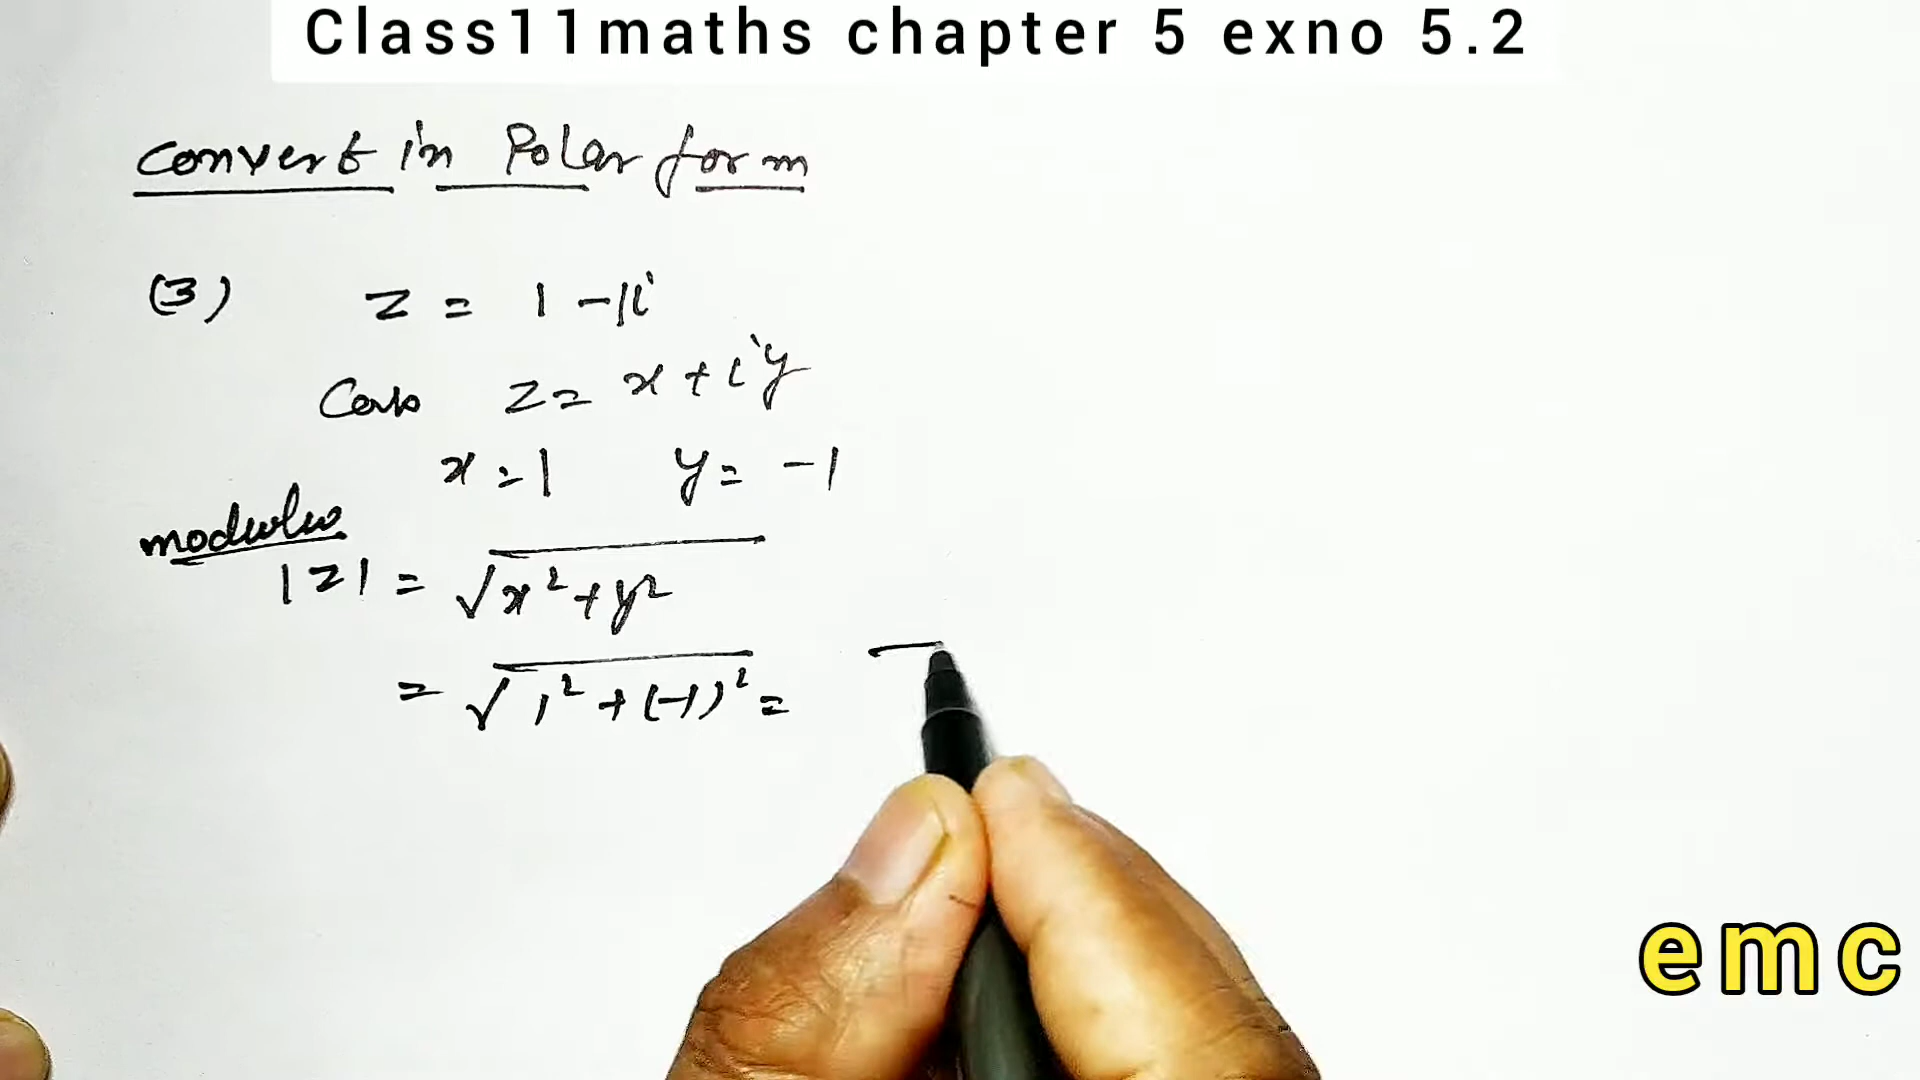 Class11maths chapter 5 exno 5.2
Convert in Polar form
(3) z = 1 - 1i
z = x + iy
x = 1 y = -1
modulus
|z| = √x² + y²
= √1² + (-1)² =
emc